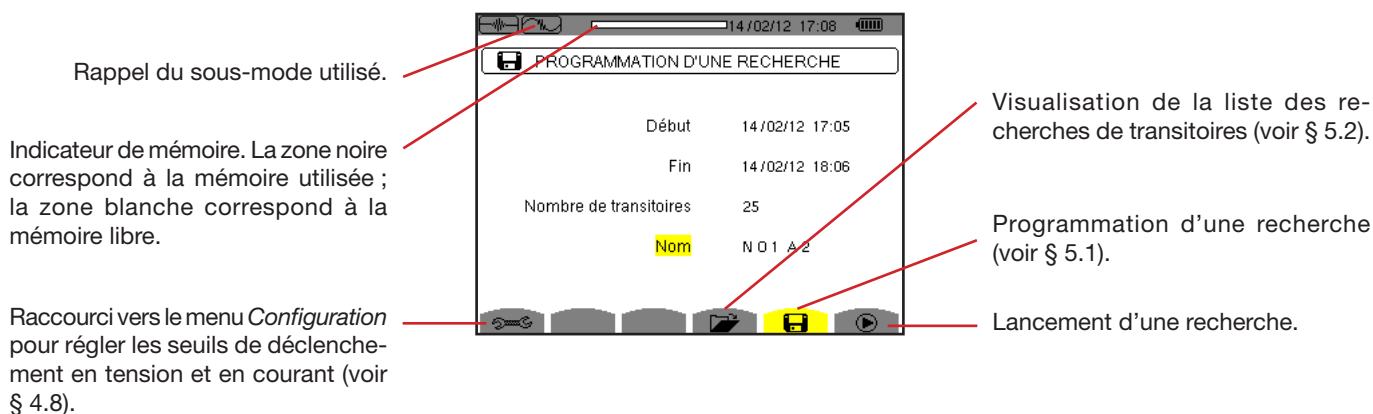 14/02/12 17:08
PROGRAMMATION D'UNE RECHERCHE
Début 14/02/12 17:05
Fin 14/02/12 18:06
Nombre de transitoires 25
Nom N O 1 A 2
Rappel du sous-mode utilisé.
Indicateur de mémoire. La zone noire
correspond à la mémoire utilisée ;
la zone blanche correspond à la
mémoire libre.
Raccourci vers le menu Configuration
pour régler les seuils de déclenche-
ment en tension et en courant (voir
§ 4.8).
Visualisation de la liste des re-
cherches de transitoires (voir § 5.2).
Programmation d’une recherche
(voir § 5.1).
Lancement d’une recherche.